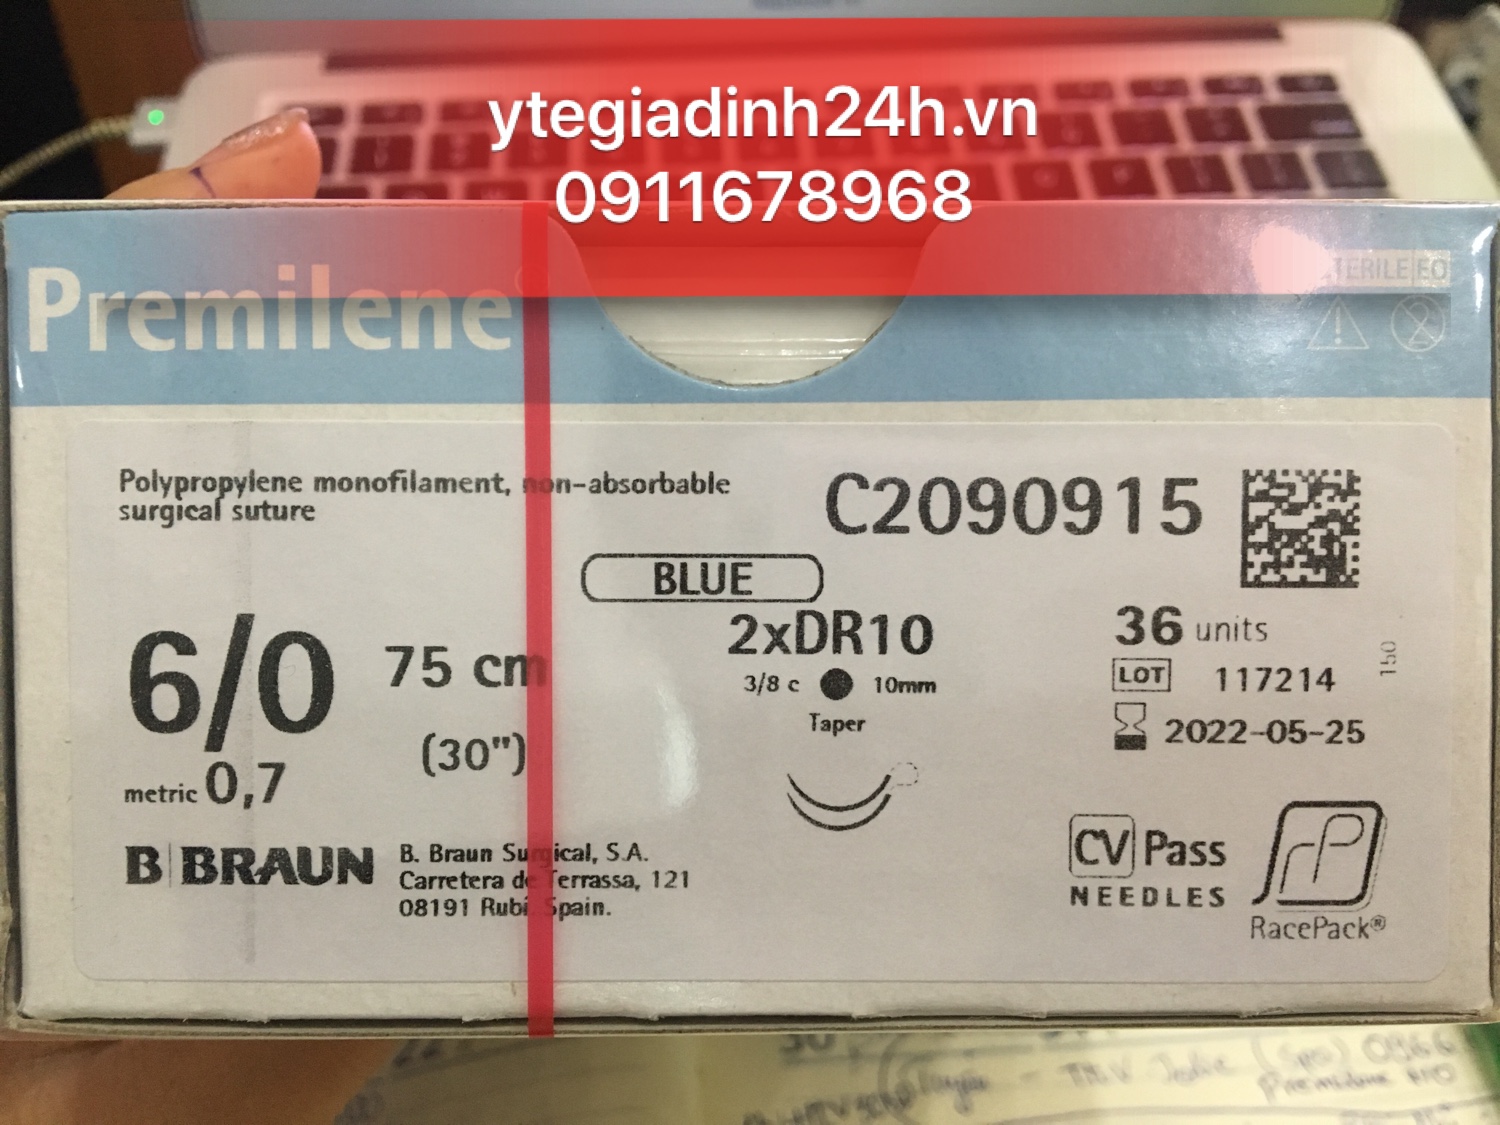 ytegiadinh24h.vn
0911678968
Premilene
STERILE EO
Polypropylene monofilament, non-absorbable
surgical suture
C2090915
BLUE
6/0
75 cm
(30")
metric 0,7
2xDR10
3/8 c
10mm
Taper
36 units
LOT 117214
2022-05-25
150
B BRAUN
B. Braun Surgical, S.A.
Carretera de Terrassa, 121
08191 Rubí Spain.
CV Pass
NEEDLES
rP
RacePack®